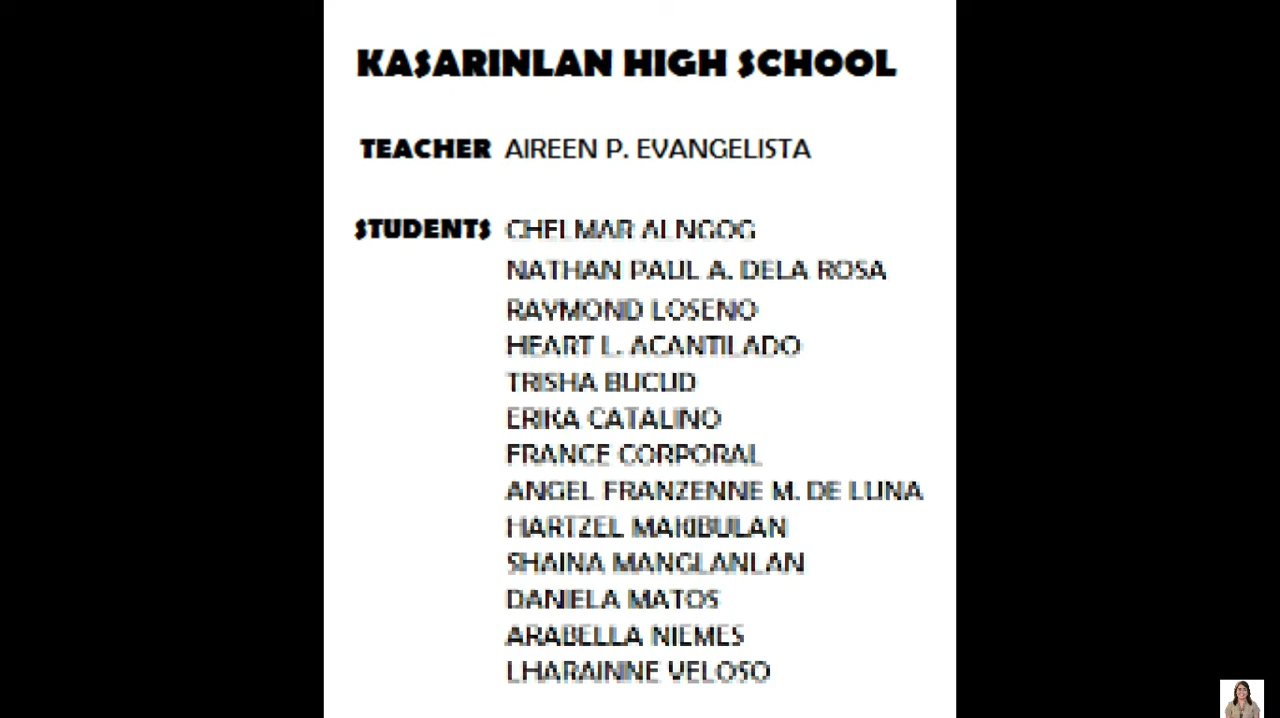 KASARINLAN HIGH SCHOOL
TEACHER AIREEN P. EVANGELISTA
STUDENTS CHELMAR ALNGOG
NATHAN PAUL A. DELA ROSA
RAYMOND LOSENO
HEART L. ACANTILADO
TRISHA BUCUD
ERIKA CATALINO
FRANCE CORPORAL
ANGEL FRANZENNE M. DE LUNA
HARTZEL MAKIBULAN
SHAINA MANGLANLAN
DANIELA MATOS
ARABELLA NIEMES
LHARAINNE VELOSO